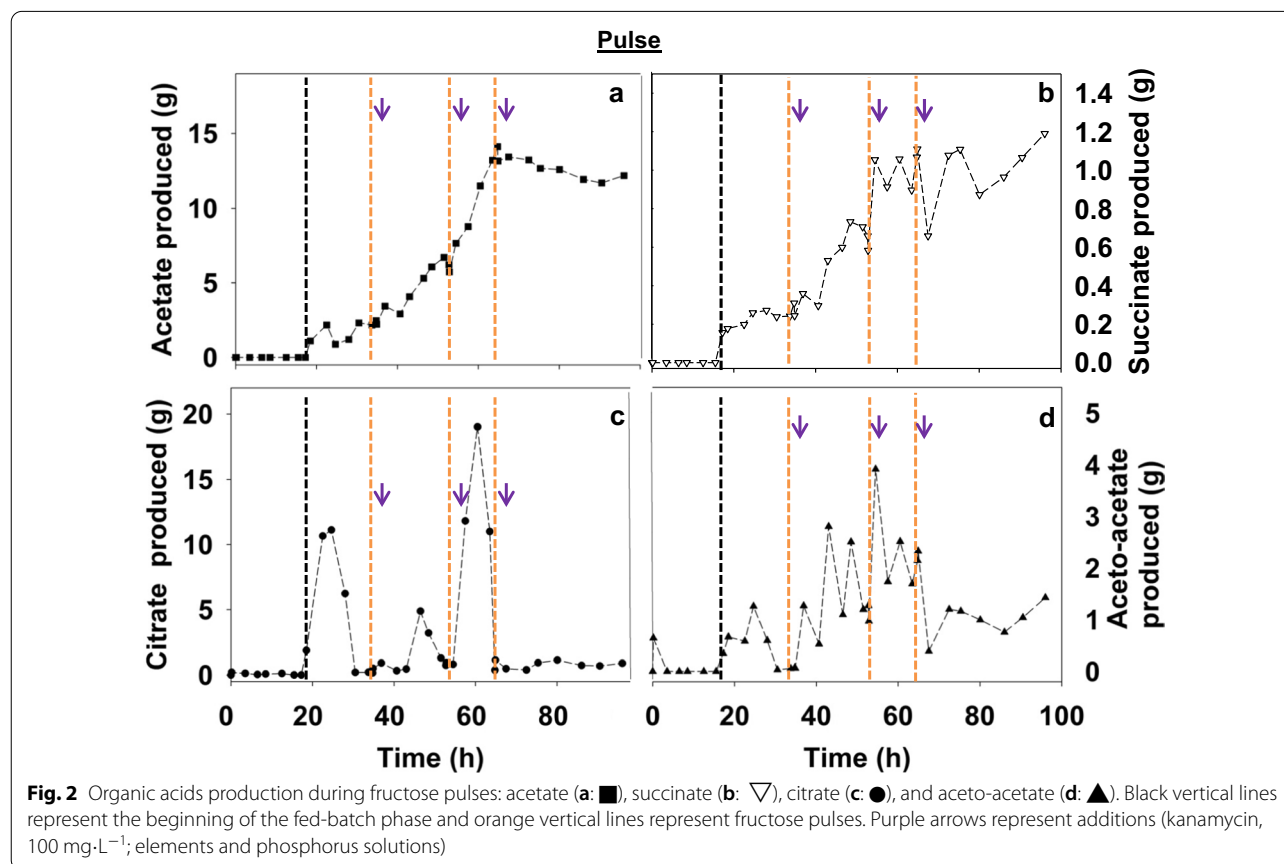 Pulse
a
b
Acetate produced (g)
15
10
5
0
1.4
1.2
1.0
0.8
0.6
0.4
0.2
0.0
Succinate produced (g)
c
d
Citrate produced (g)
20
15
10
5
0
5
4
3
2
1
0
Aceto-acetate
produced (g)
0 20 40 60 80
0 20 40 60 80 100
Time (h)
Time (h)
Fig. 2 Organic acids production during fructose pulses: acetate (a: ■), succinate (b: ▽), citrate (c: ●), and aceto-acetate (d: ▲). Black vertical lines
represent the beginning of the fed-batch phase and orange vertical lines represent fructose pulses. Purple arrows represent additions (kanamycin,
100 mg·L⁻¹; elements and phosphorus solutions)